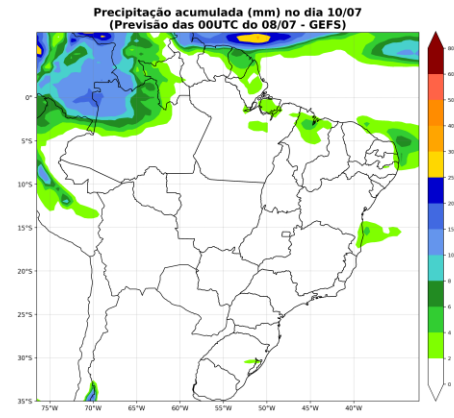 Precipitação acumulada (mm) no dia 10/07
(Previsão das 00UTC do 08/07 - GEFS)
80
60
50
40
30
25
20
15
10
8
6
4
2
0
0°
5°S
10°S
15°S
20°S
25°S
30°S
35°S
75°W
70°W
65°W
60°W
55°W
50°W
45°W
40°W